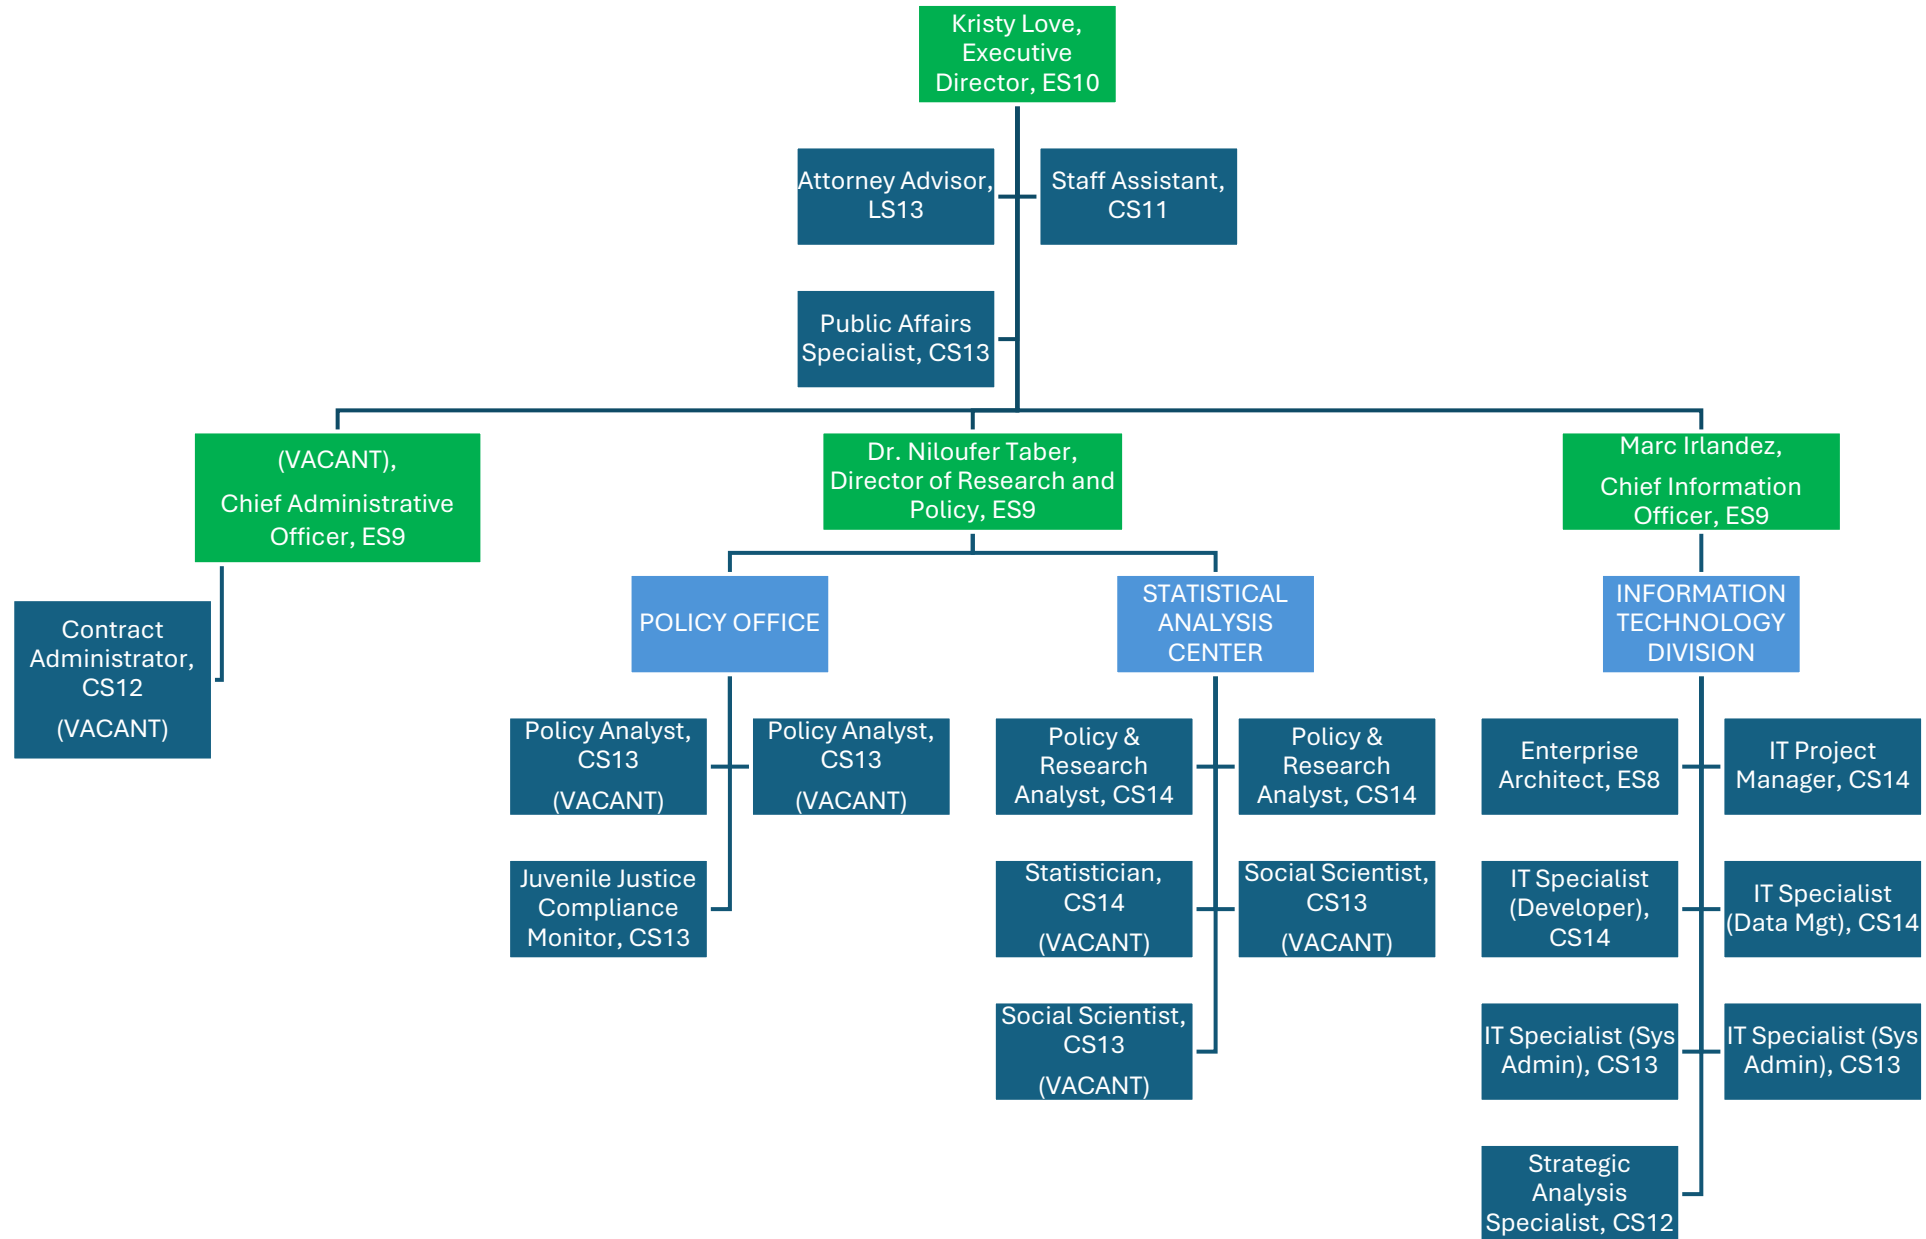 Kristy Love,
Executive
Director, ES10
Attorney Advisor,
LS13
Staff Assistant,
CS11
Public Affairs
Specialist, CS13
(VACANT),
Chief Administrative
Officer, ES9
Dr. Niloufer Taber,
Director of Research and
Policy, ES9
Marc Irlandez,
Chief Information
Officer, ES9
Contract
Administrator,
CS12
(VACANT)
POLICY OFFICE
STATISTICAL
ANALYSIS
CENTER
INFORMATION
TECHNOLOGY
DIVISION
Policy Analyst,
CS13
(VACANT)
Policy Analyst,
CS13
(VACANT)
Policy &
Research
Analyst, CS14
Policy &
Research
Analyst, CS14
Enterprise
Architect, ES8
IT Project
Manager, CS14
Juvenile Justice
Compliance
Monitor, CS13
Statistician,
CS14
(VACANT)
Social Scientist,
CS13
(VACANT)
IT Specialist
(Developer),
CS14
IT Specialist
(Data Mgt), CS14
Social Scientist,
CS13
(VACANT)
IT Specialist (Sys
Admin), CS13
IT Specialist (Sys
Admin), CS13
Strategic
Analysis
Specialist, CS12